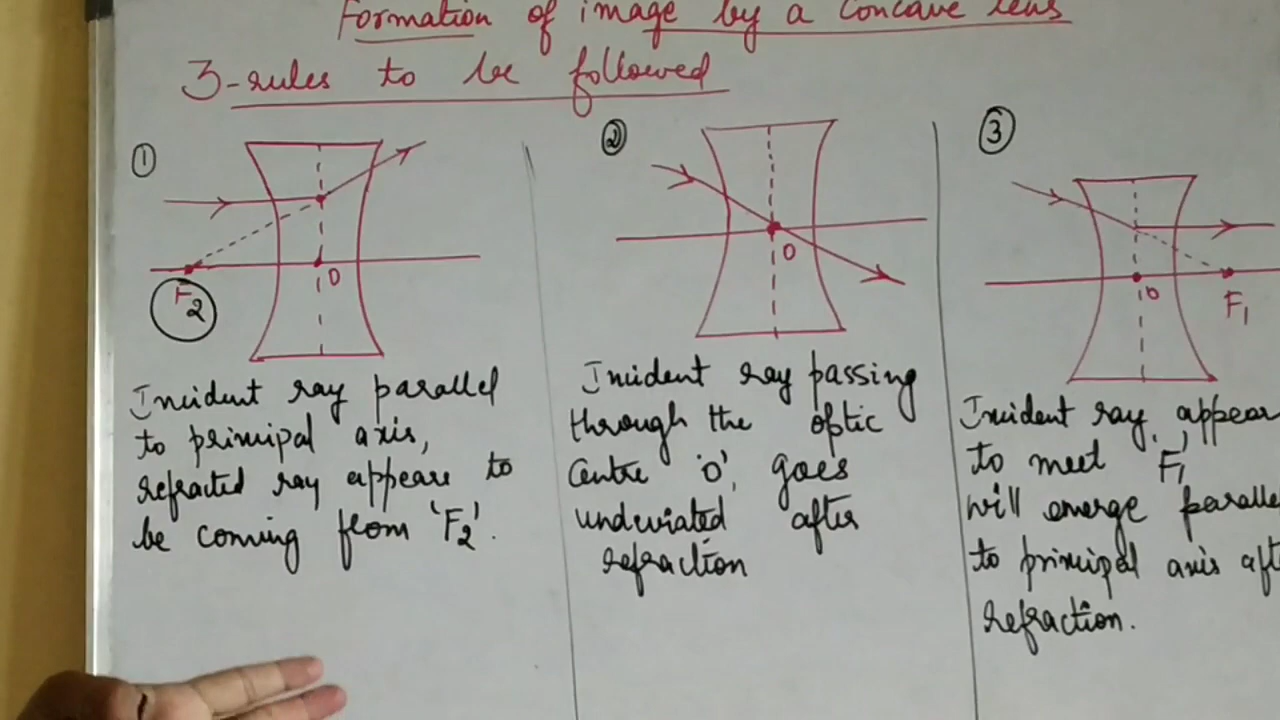 Formation of image by a Concave lens
3-rules to be followed
①
F2
O
Incident ray parallel
to principal axis,
refracted ray appears to
be coming from 'F2'.
②
O
Incident ray passing
through the optic
Centre 'O', goes
undeviated after
refraction
③
O
F1
Incident ray, appear
to meet 'F1'
will emerge paralle
to principal axis aft
refraction.